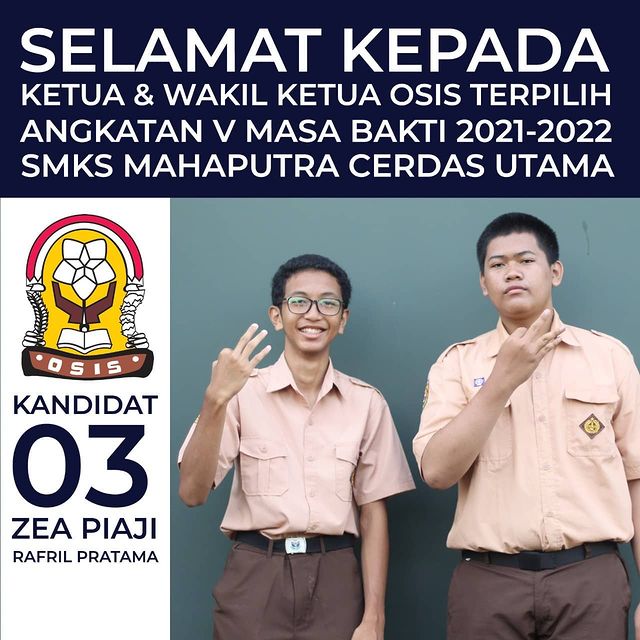 SELAMAT KEPADA
KETUA & WAKIL KETUA OSIS TERPILIH
ANGKATAN V MASA BAKTI 2021-2022
SMKS MAHAPUTRA CERDAS UTAMA
OSIS
KANDIDAT
03
ZEA PIAJI
RAFRIL PRATAMA